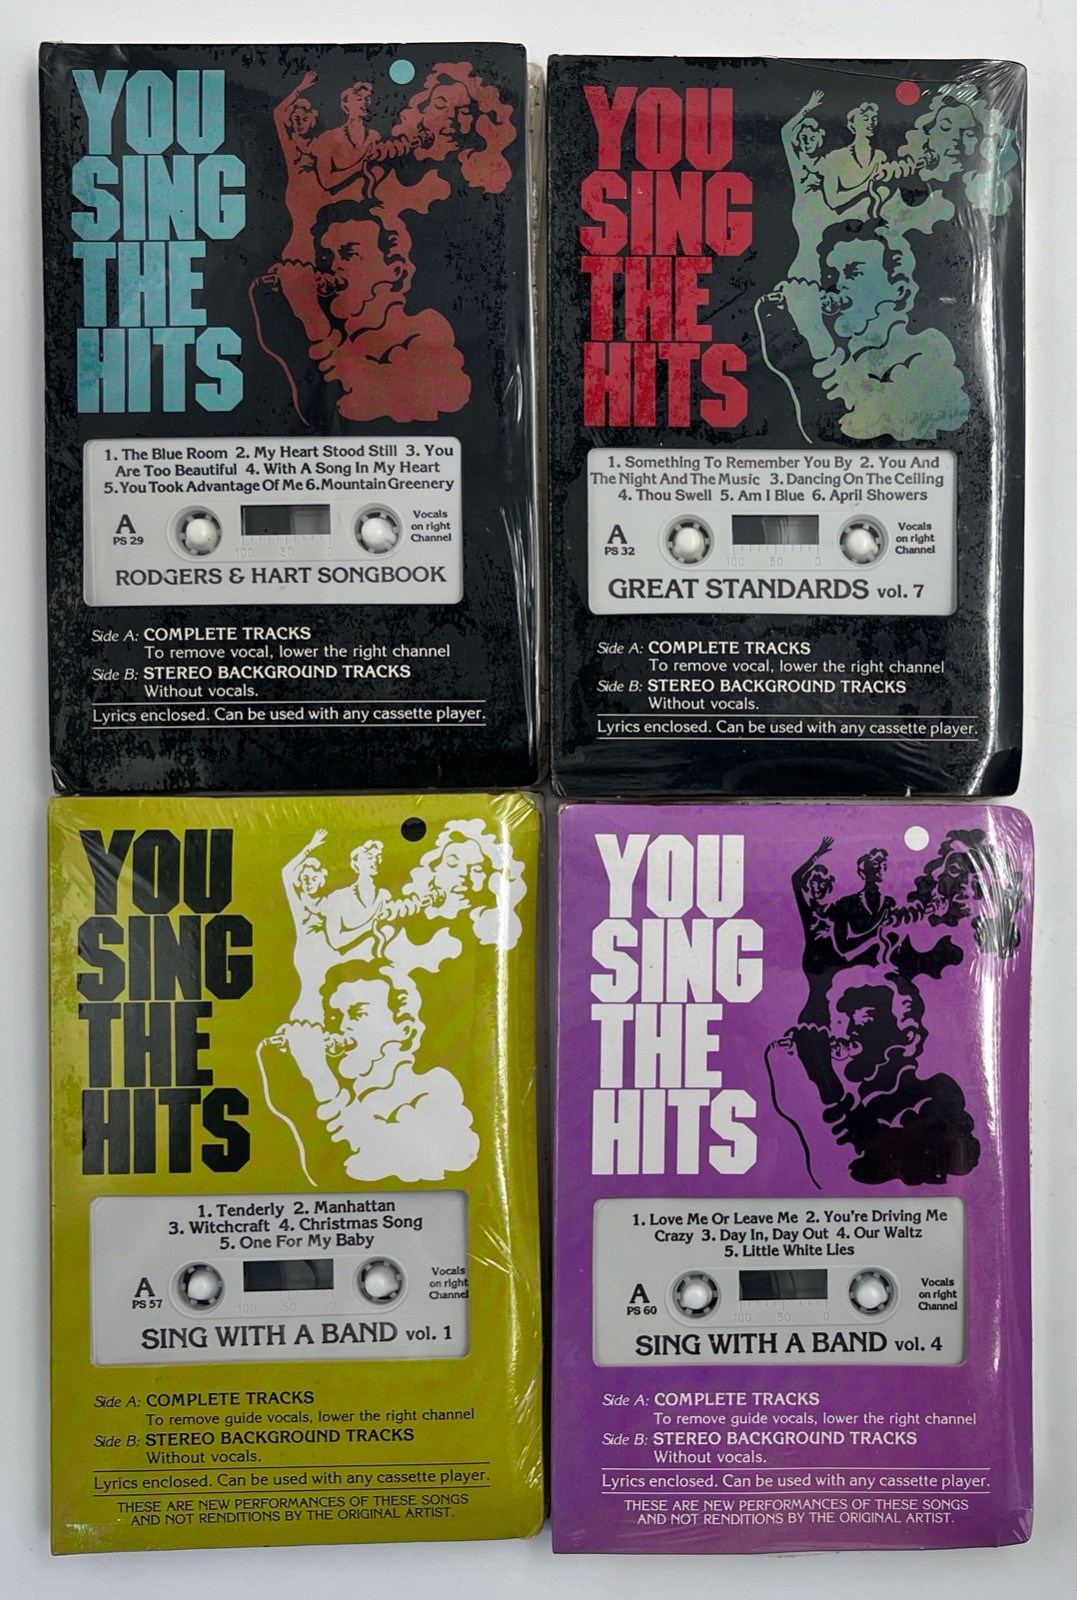 YOU
SING
THE
HITS
1. The Blue Room 2. My Heart Stood Still 3. You
Are Too Beautiful 4. With A Song In My Heart
5. You Took Advantage Of Me 6. Mountain Greenery
A
PS 29
Vocals
on right
Channel
100 50 0
RODGERS & HART SONGBOOK
Side A: COMPLETE TRACKS
To remove vocal, lower the right channel
Side B: STEREO BACKGROUND TRACKS
Without vocals.
Lyrics enclosed. Can be used with any cassette player.
YOU
SING
THE
HITS
1. Something To Remember You By 2. You And
The Night And The Music 3. Dancing On The Ceiling
4. Thou Swell 5. Am I Blue 6. April Showers
A
PS 32
Vocals
on right
Channel
100 50 0
GREAT STANDARDS vol. 7
Side A: COMPLETE TRACKS
To remove vocal, lower the right channel
Side B: STEREO BACKGROUND TRACKS
Without vocals.
Lyrics enclosed. Can be used with any cassette player.
YOU
SING
THE
HITS
1. Tenderly 2. Manhattan
3. Witchcraft 4. Christmas Song
5. One For My Baby
A
PS 57
Vocals
on right
Channel
100 50 0
SING WITH A BAND vol. 1
Side A: COMPLETE TRACKS
To remove guide vocals, lower the right channel
Side B: STEREO BACKGROUND TRACKS
Without vocals.
Lyrics enclosed. Can be used with any cassette player.
THESE ARE NEW PERFORMANCES OF THESE SONGS
AND NOT RENDITIONS BY THE ORIGINAL ARTIST.
YOU
SING
THE
HITS
1. Love Me Or Leave Me 2. You're Driving Me
Crazy 3. Day In, Day Out 4. Our Waltz
5. Little White Lies
A
PS 60
Vocals
on right
Channel
100 50 0
SING WITH A BAND vol. 4
Side A: COMPLETE TRACKS
To remove guide vocals, lower the right channel
Side B: STEREO BACKGROUND TRACKS
Without vocals.
Lyrics enclosed. Can be used with any cassette player.
THESE ARE NEW PERFORMANCES OF THESE SONGS
AND NOT RENDITIONS BY THE ORIGINAL ARTIST.